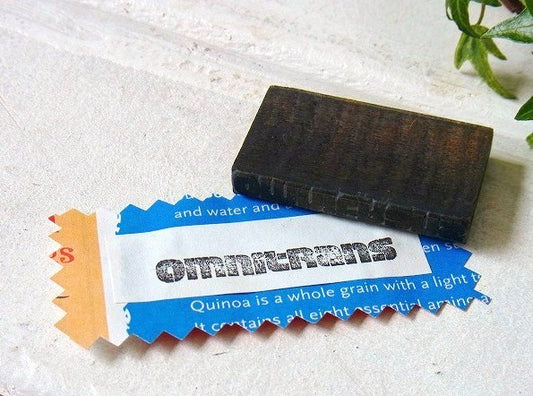 and water and
omnitrans
Quinoa is a whole grain with a light
It contains all eight essential amino